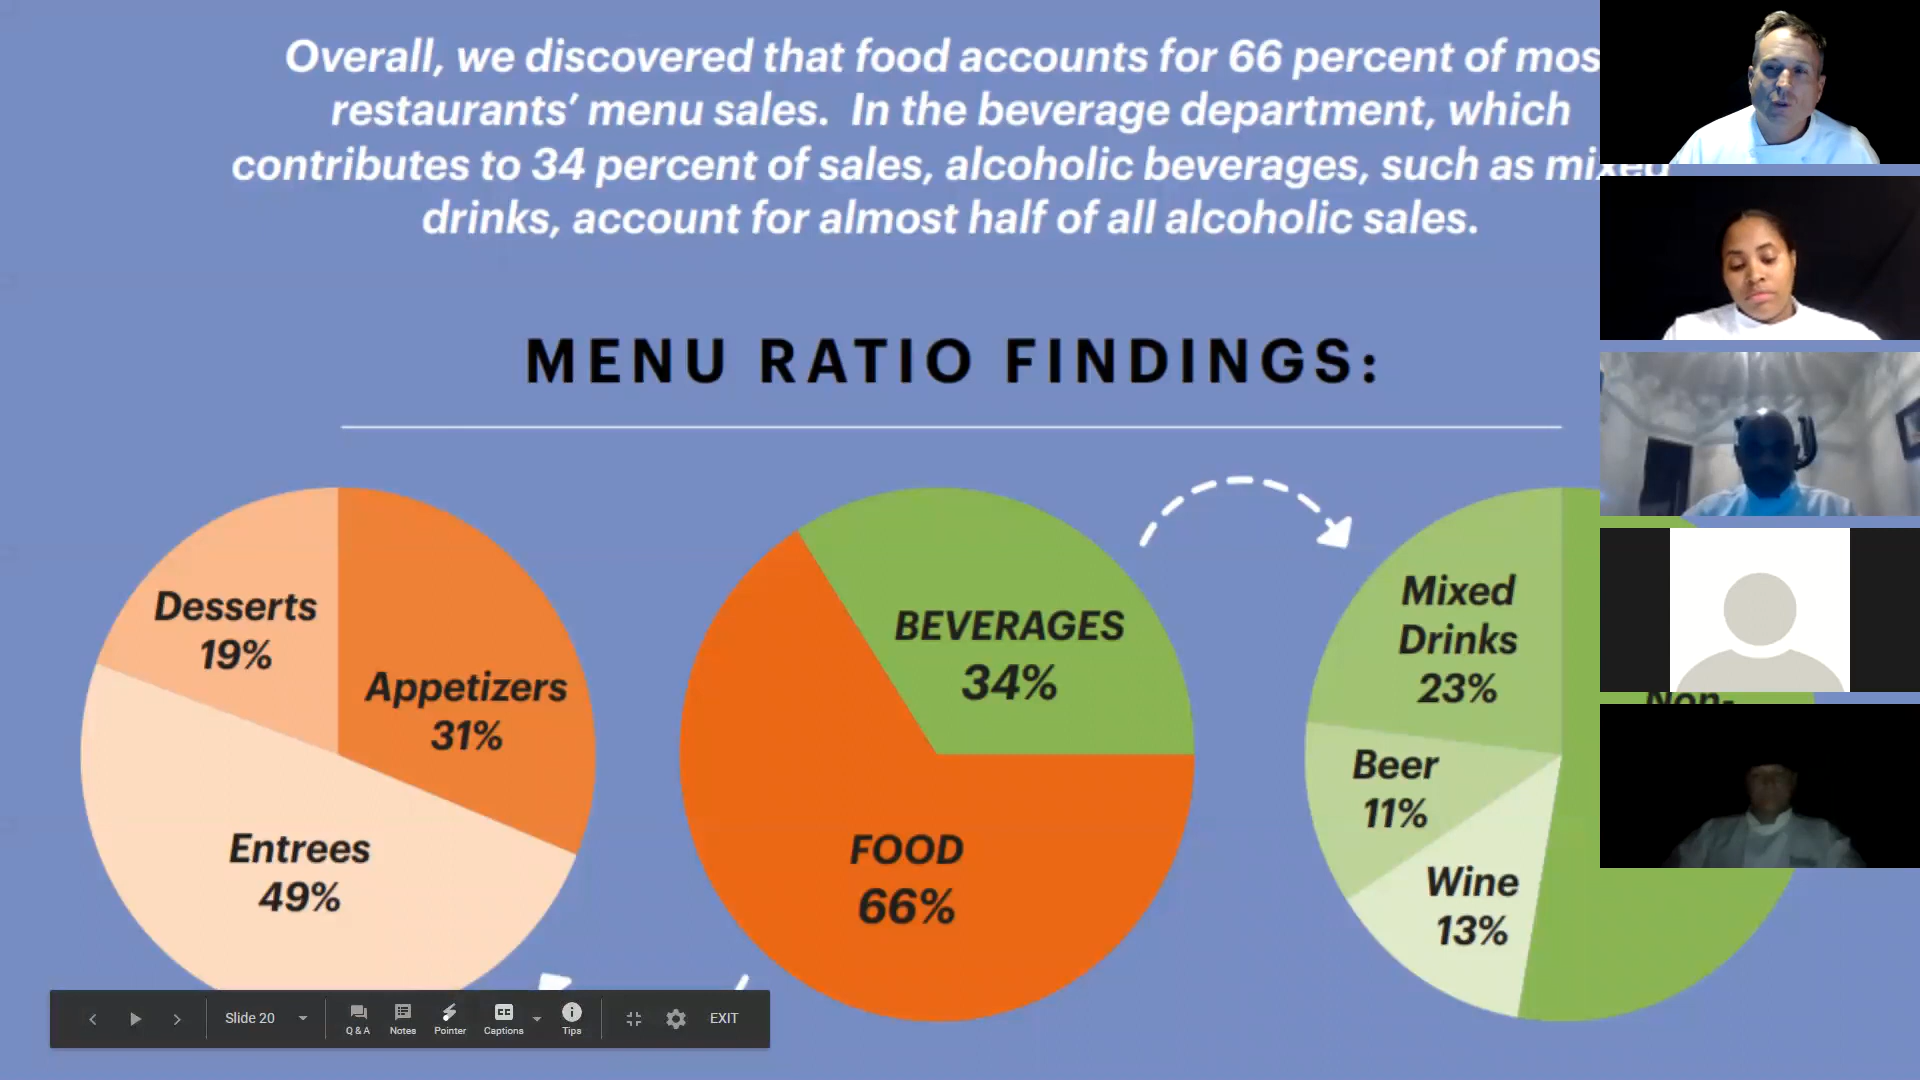 Overall, we discovered that food accounts for 66 percent of mos
restaurants’ menu sales.  In the beverage department, which
contributes to 34 percent of sales, alcoholic beverages, such as mixed
drinks, account for almost half of all alcoholic sales.
MENU RATIO FINDINGS:
Desserts
19%
Appetizers
31%
Entrees
49%
BEVERAGES
34%
FOOD
66%
Mixed
Drinks
23%
Beer
11%
Wine
13%
Non-
Slide 20
Q & A
Notes
Pointer
CC
Captions
Tips
EXIT